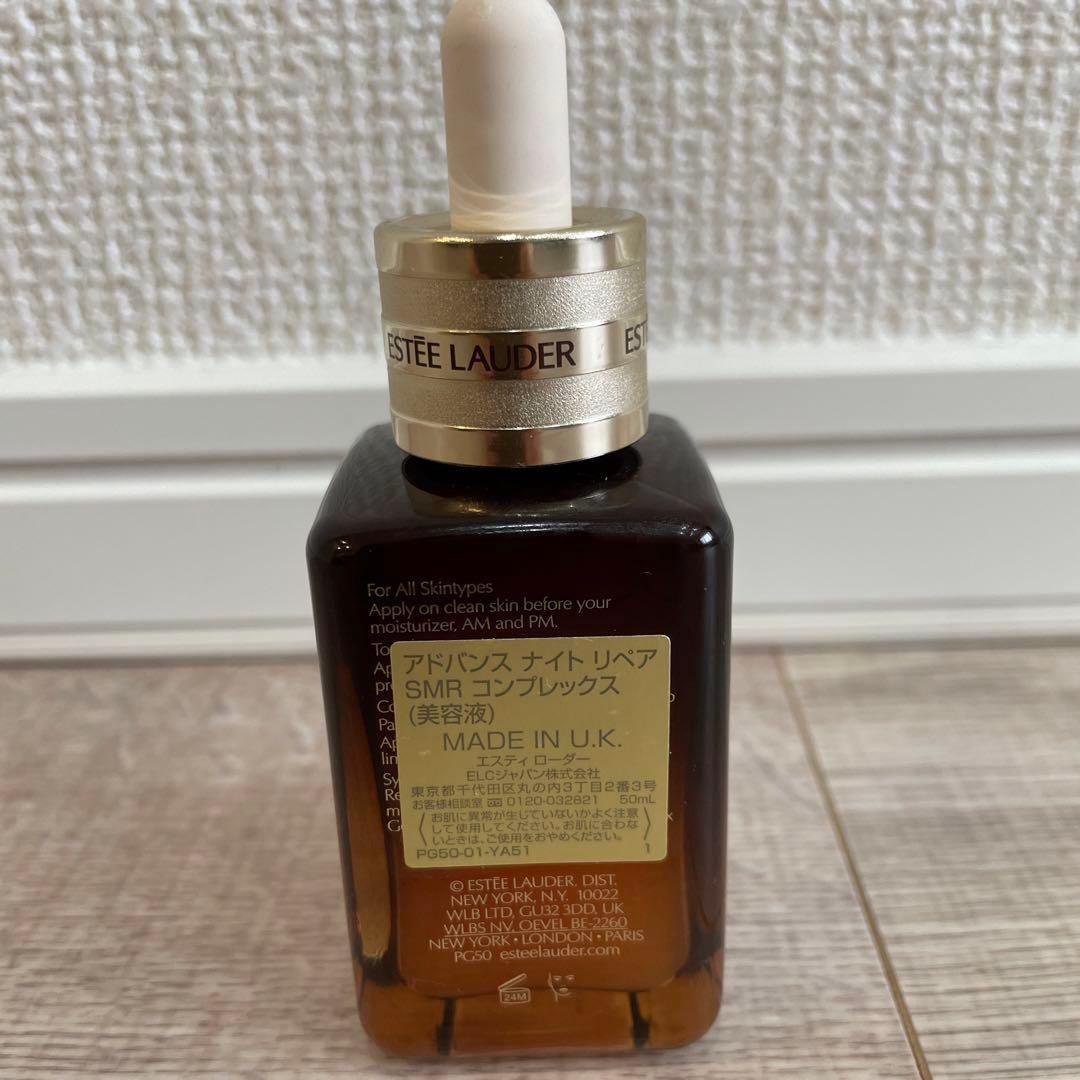 ESTĒE LAUDER
EST
For All Skintypes
Apply on clean skin before your
moisturizer, AM and PM.
アドバンス ナイト リペア
SMR コンプレックス
(美容液)
MADE IN U.K.
エスティ ローダー
ELCジャパン株式会社
東京都千代田区丸の内3丁目2番3号
お客様相談室 0120-032821 50mL
お肌に異常が生じていないかよく注意
して使用してください。お肌に合わな
いときは、ご使用をおやめください。
PG50-01-YA51 1
© ESTĒE LAUDER, DIST.
NEW YORK, N.Y. 10022
WLB LTD, GU32 3DD, UK
WLBS NV, OEVEL BE-2260
NEW YORK • LONDON • PARIS
PG50 esteelauder.com
24M